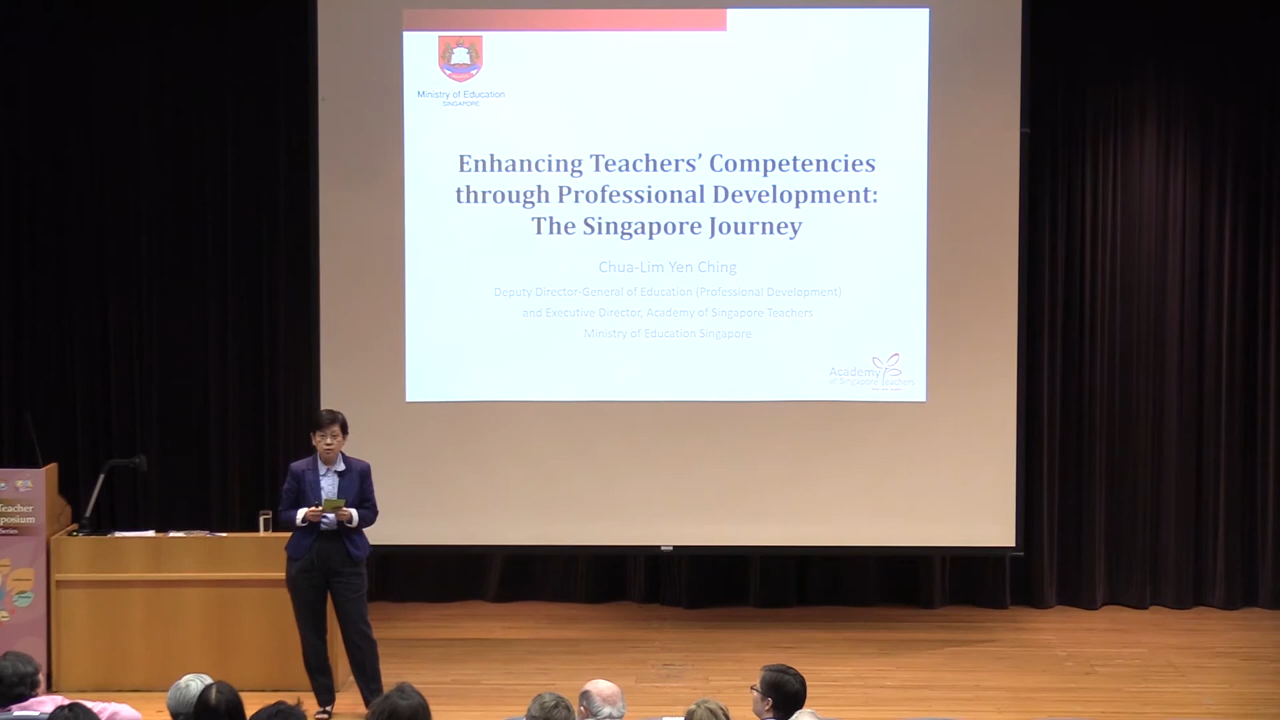 Ministry of Education
SINGAPORE
Enhancing Teachers’ Competencies
through Professional Development:
The Singapore Journey
Chua-Lim Yen Ching
Deputy Director-General of Education (Professional Development)
and Executive Director, Academy of Singapore Teachers
Ministry of Education Singapore
Academy
of Singapore Teachers
Teacher
posium
Series